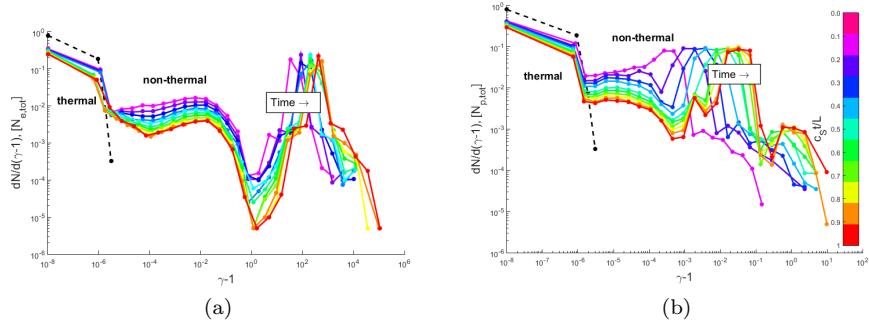 a)
10^0
10^-1
10^-2
10^-3
10^-4
10^-5
10^-6
dN/d(γ-1), [N_e,tot]
thermal
non-thermal
Time →
10^-8
10^-6
10^-4
10^-2
10^0
10^2
10^4
10^6
γ-1
(a)
b)
10^0
10^-1
10^-2
10^-3
10^-4
10^-5
10^-6
dN/d(γ-1), [N_p,tot]
thermal
non-thermal
Time →
10^-8
10^-7
10^-6
10^-5
10^-4
10^-3
10^-2
10^-1
10^0
10^1
10^2
γ-1
(b)
0.0
0.1
0.2
0.3
0.4
0.5
0.6
0.7
0.8
0.9
1
c_S t/L